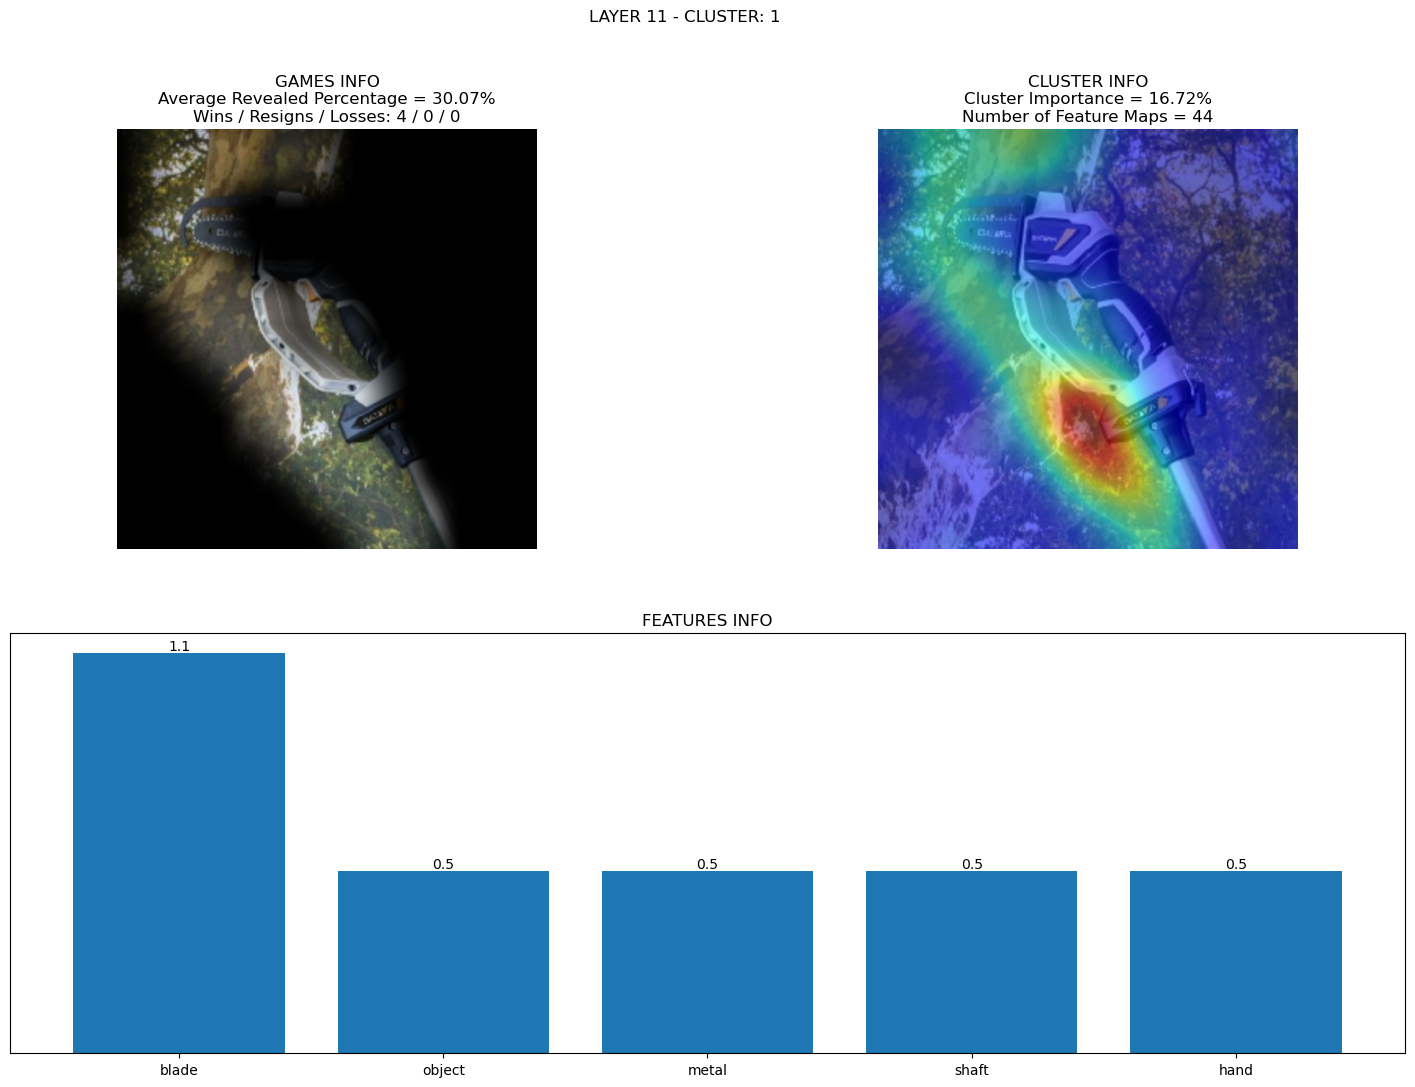 LAYER 11 - CLUSTER: 1
GAMES INFO
Average Revealed Percentage = 30.07%
Wins / Resigns / Losses: 4 / 0 / 0
CLUSTER INFO
Cluster Importance = 16.72%
Number of Feature Maps = 44
FEATURES INFO
1.1
0.5
0.5
0.5
0.5
blade
object
metal
shaft
hand